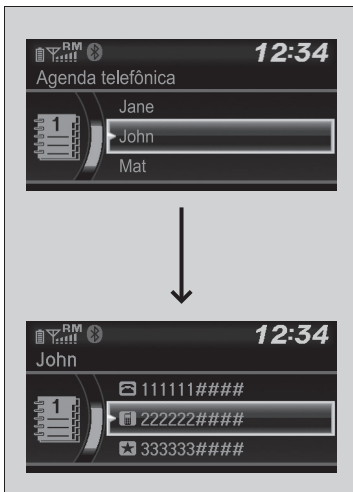 RM 12:34
Agenda telefônica
Jane
1
John
Mat
RM 12:34
John
111111####
1
222222####
333333####